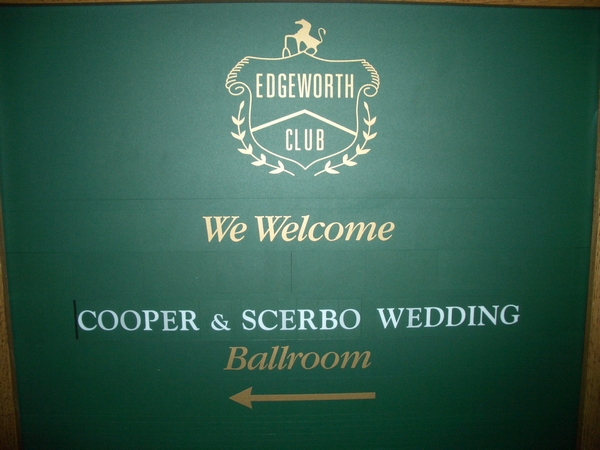 EDGEWORTH
CLUB
We Welcome
COOPER & SCERBO WEDDING
Ballroom